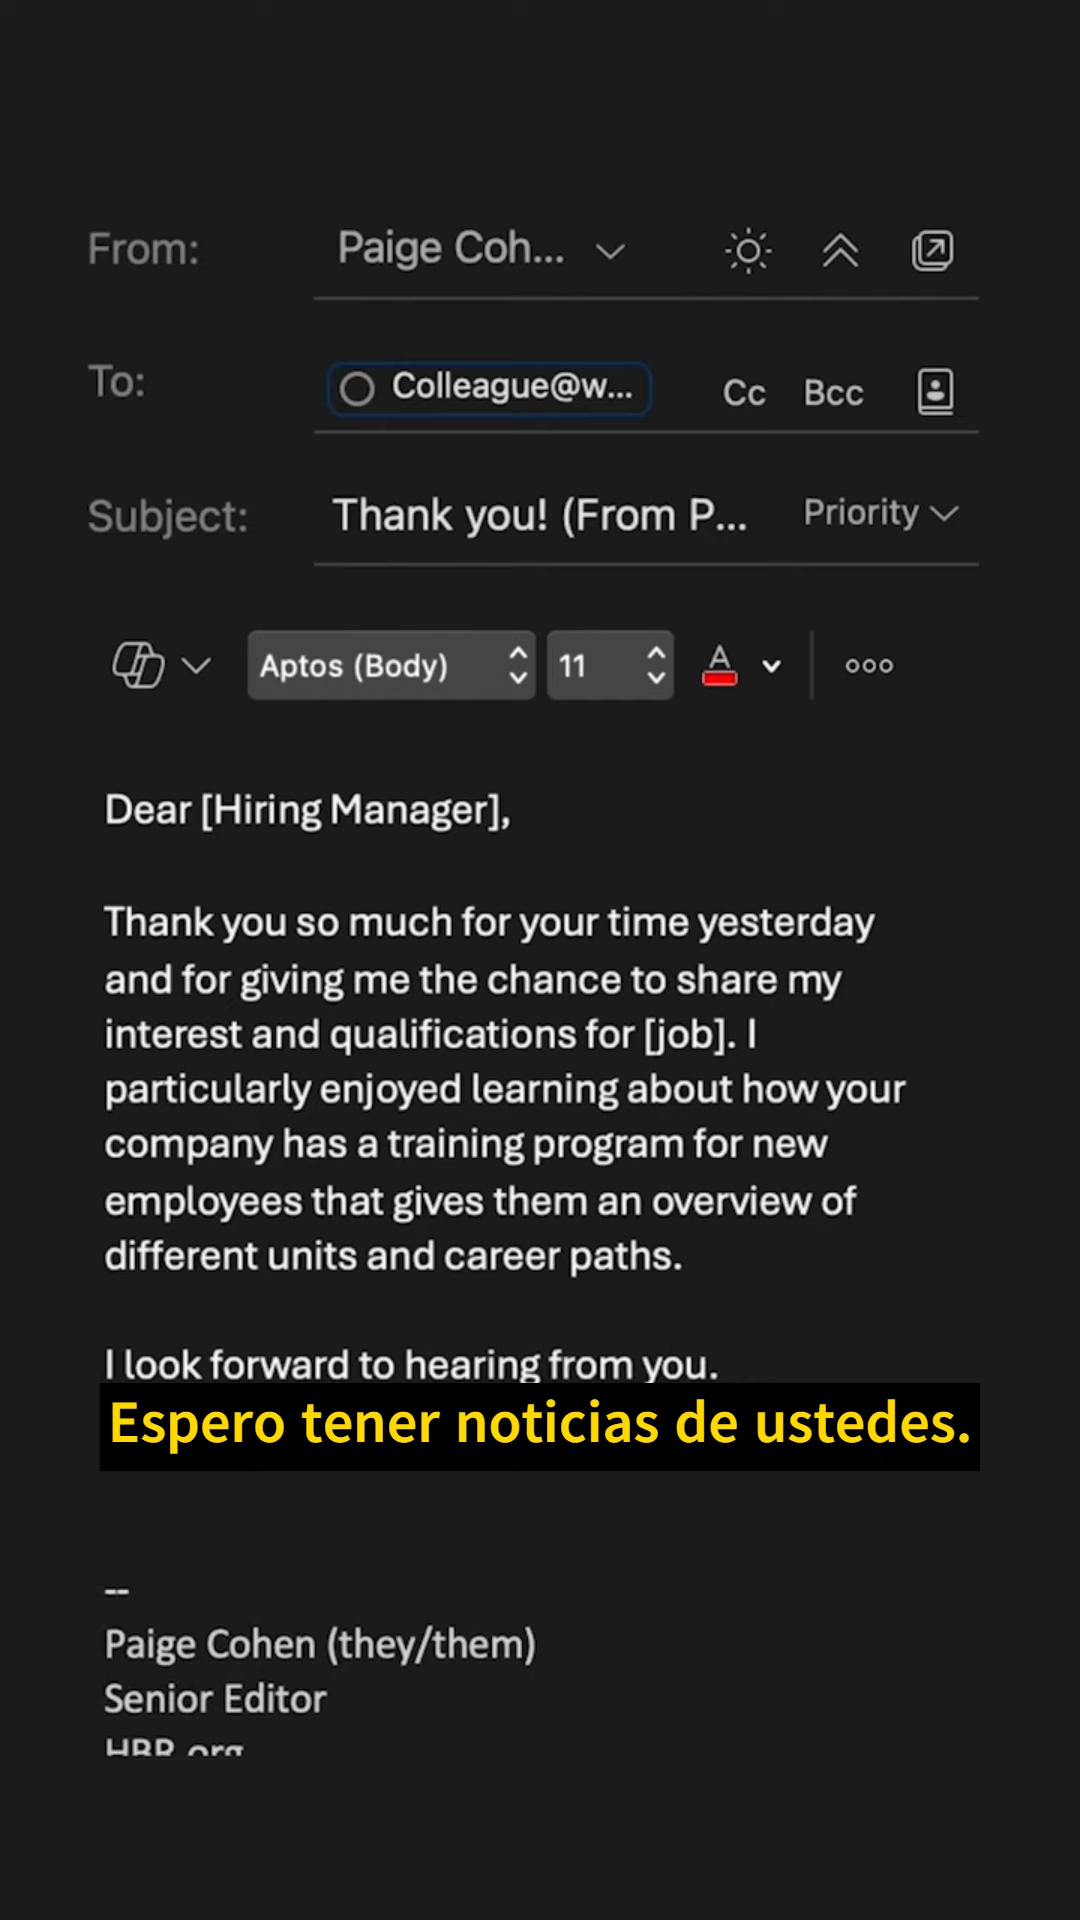 From: Paige Coh...
To: Colleague@w... Cc Bcc
Subject: Thank you! (From P... Priority
Aptos (Body) 11 A
Dear [Hiring Manager],
Thank you so much for your time yesterday
and for giving me the chance to share my
interest and qualifications for [job]. I
particularly enjoyed learning about how your
company has a training program for new
employees that gives them an overview of
different units and career paths.
I look forward to hearing from you.
Espero tener noticias de ustedes.
--
Paige Cohen (they/them)
Senior Editor
HBR.org